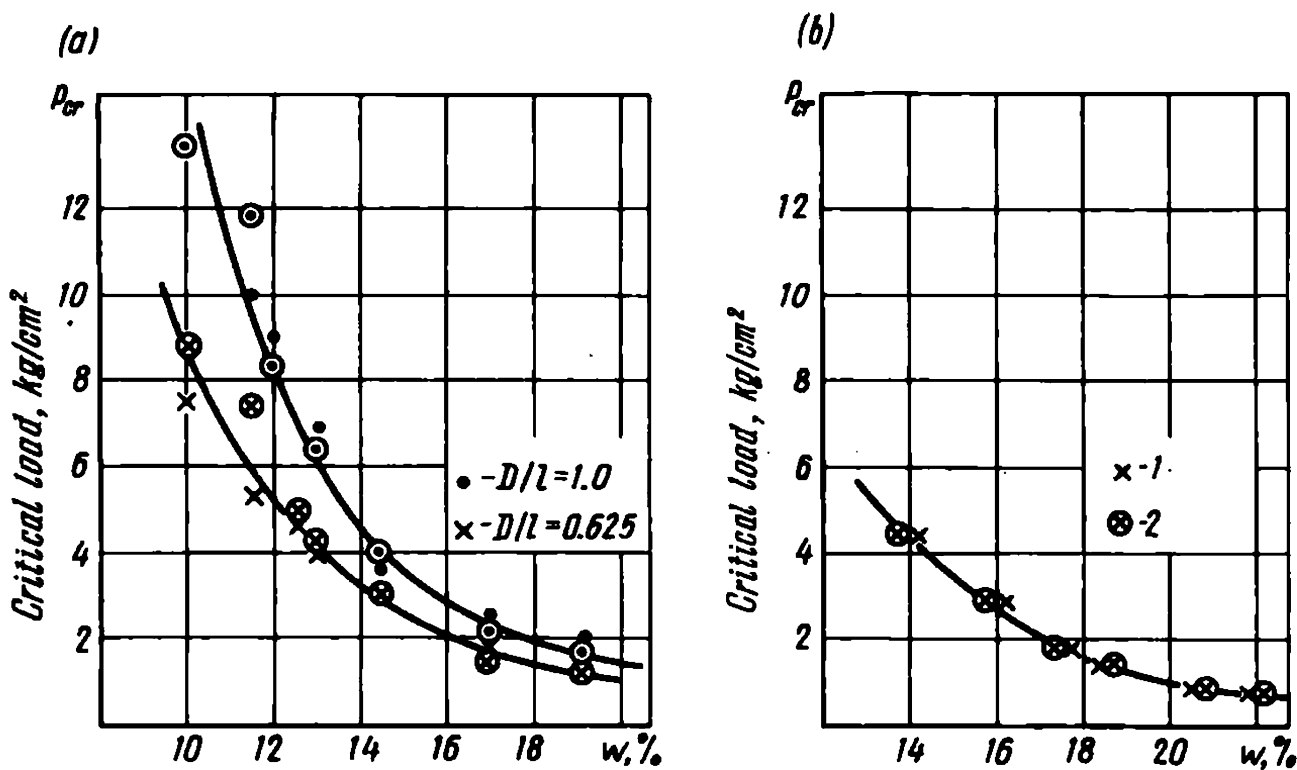 (a)
P_cr
12
10
8
6
4
2
Critical load, kg/cm²
• -D/l=1.0
× -D/l=0.625
10 12 14 16 18 w,%
(b)
P_cr
12
10
8
6
4
2
Critical load, kg/cm²
×-1
⊗-2
14 16 18 20 w,%